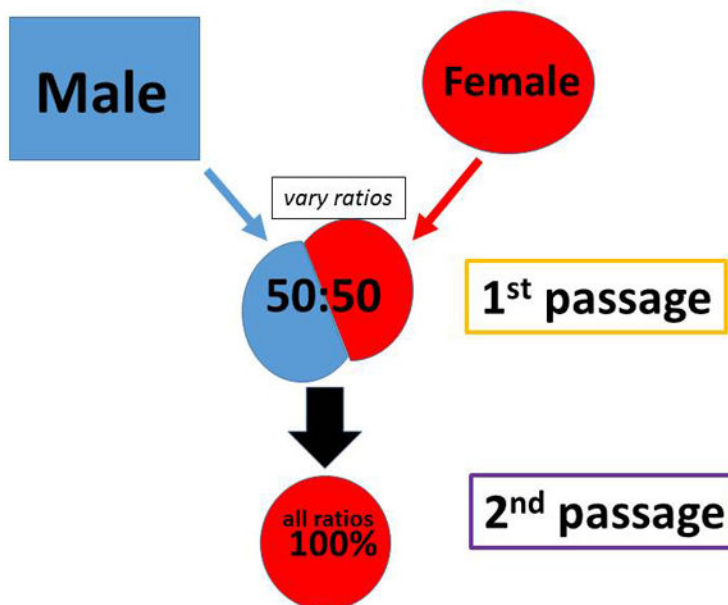 Male
Female
vary ratios
50:50
1st passage
all ratios
100%
2nd passage